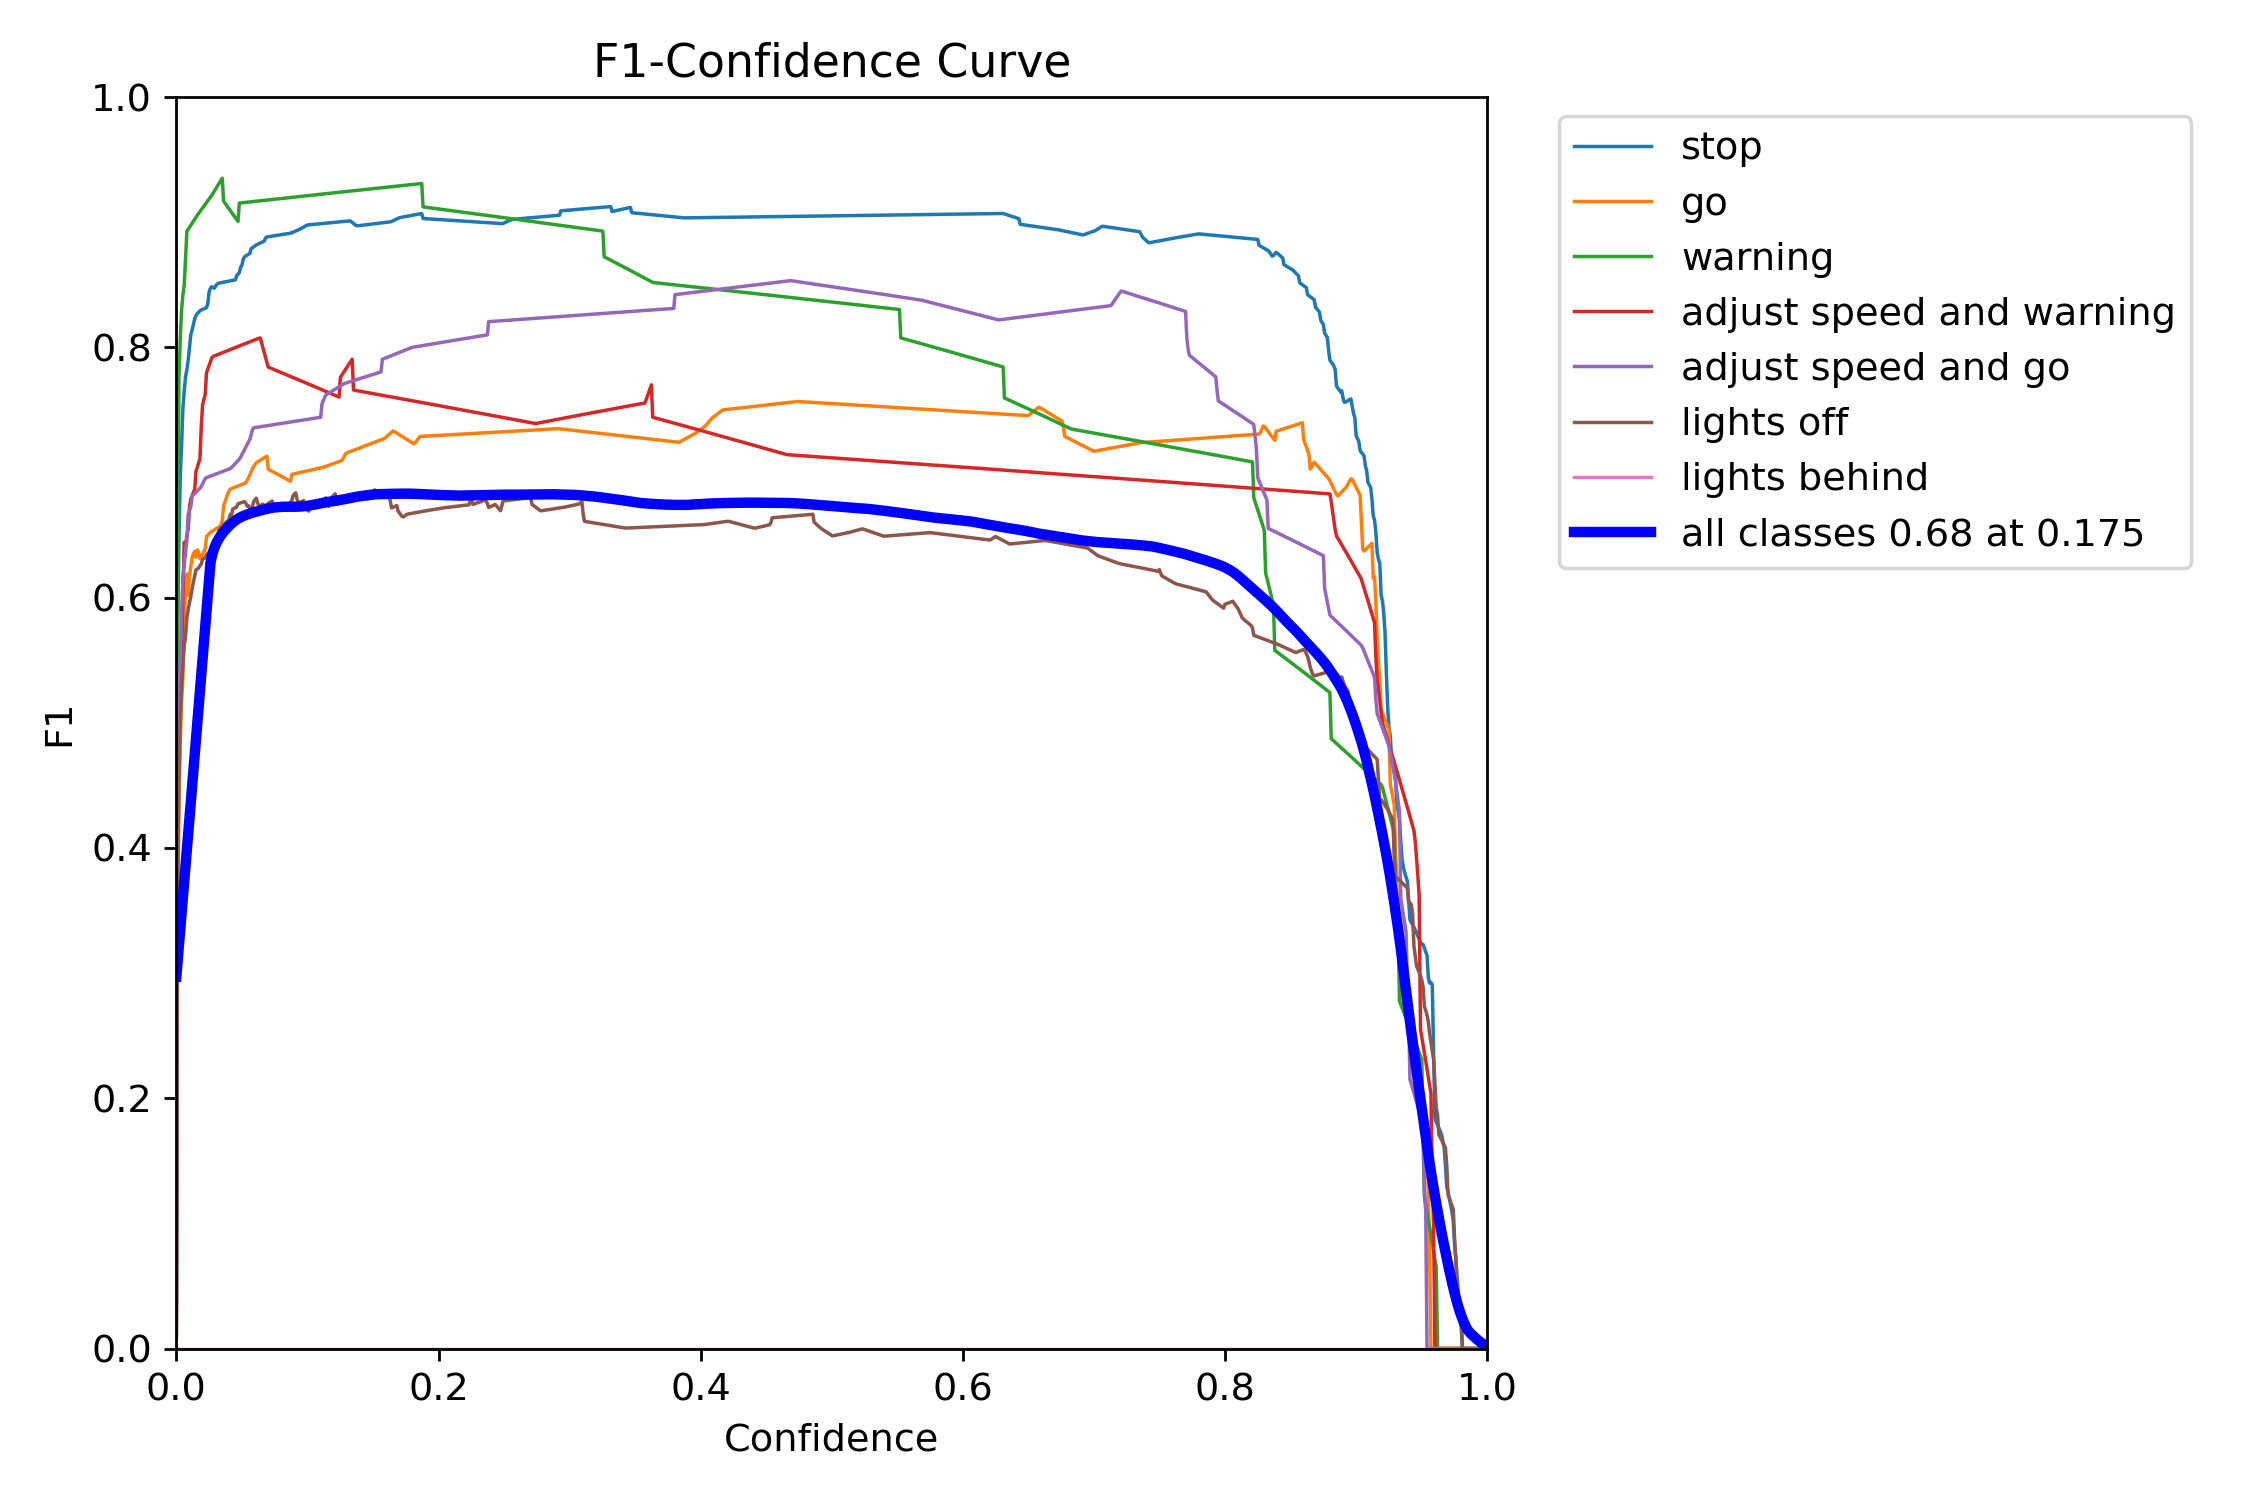 F1-Confidence Curve
1.0
0.8
0.6
0.4
0.2
0.0
F1
0.0 0.2 0.4 0.6 0.8 1.0
Confidence
stop
go
warning
adjust speed and warning
adjust speed and go
lights off
lights behind
all classes 0.68 at 0.175